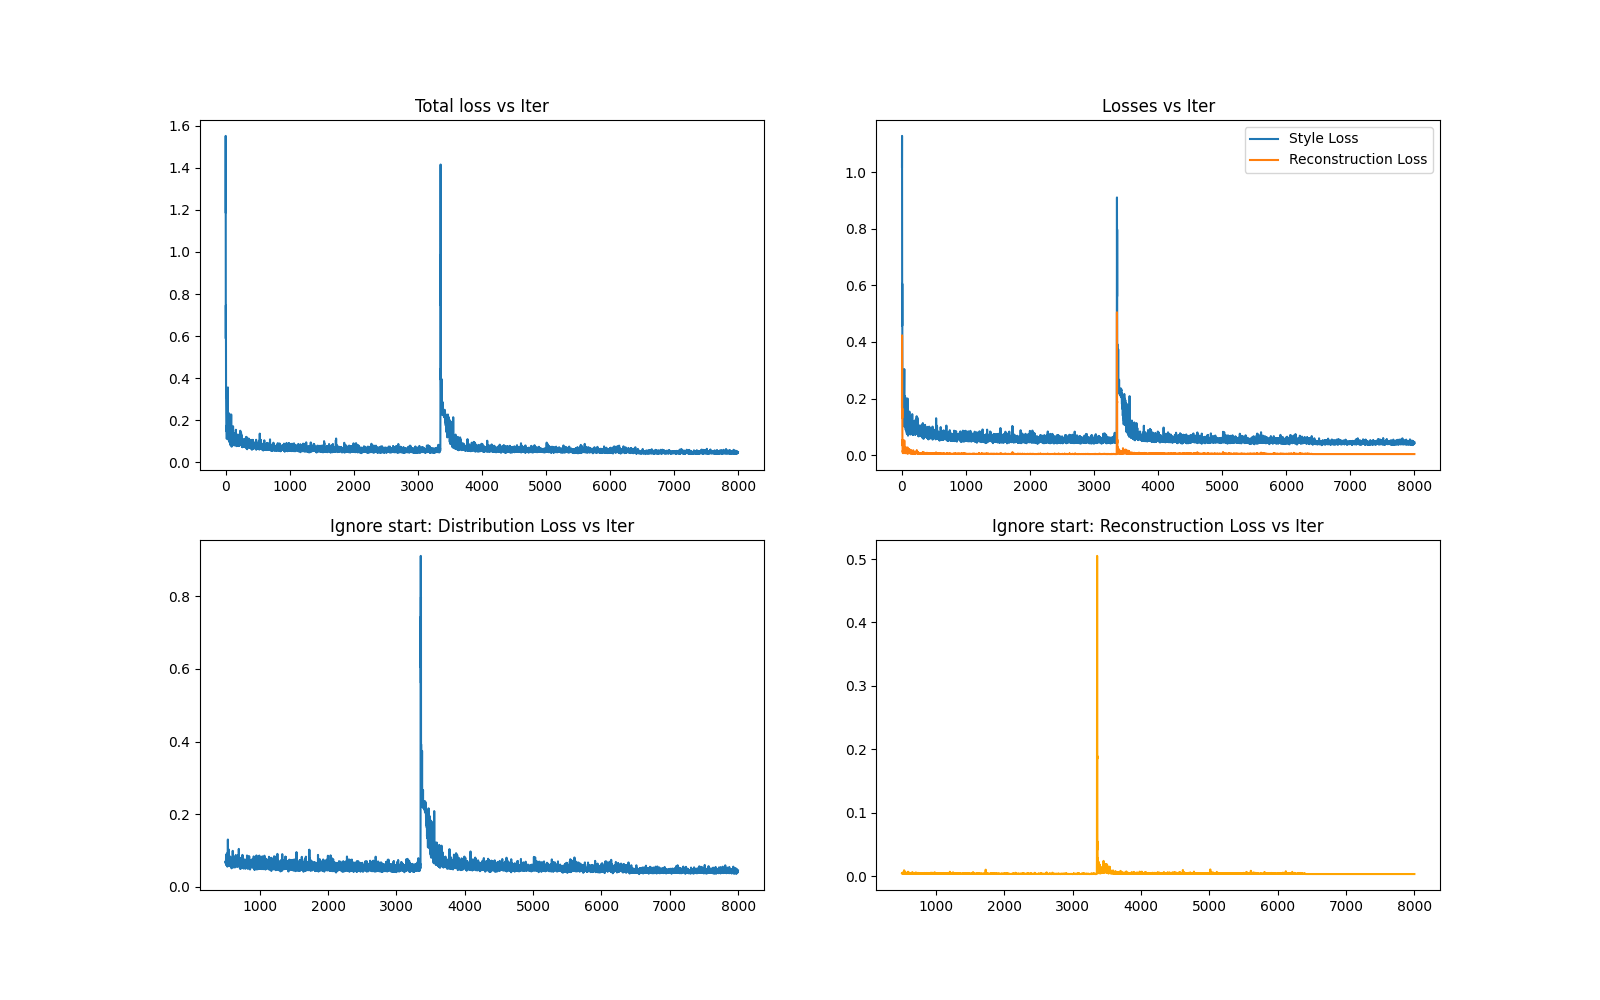 Total loss vs Iter
1.6
1.4
1.2
1.0
0.8
0.6
0.4
0.2
0.0
0 1000 2000 3000 4000 5000 6000 7000 8000
Losses vs Iter
Style Loss
Reconstruction Loss
1.0
0.8
0.6
0.4
0.2
0.0
0 1000 2000 3000 4000 5000 6000 7000 8000
Ignore start: Distribution Loss vs Iter
0.8
0.6
0.4
0.2
0.0
1000 2000 3000 4000 5000 6000 7000 8000
Ignore start: Reconstruction Loss vs Iter
0.5
0.4
0.3
0.2
0.1
0.0
1000 2000 3000 4000 5000 6000 7000 8000